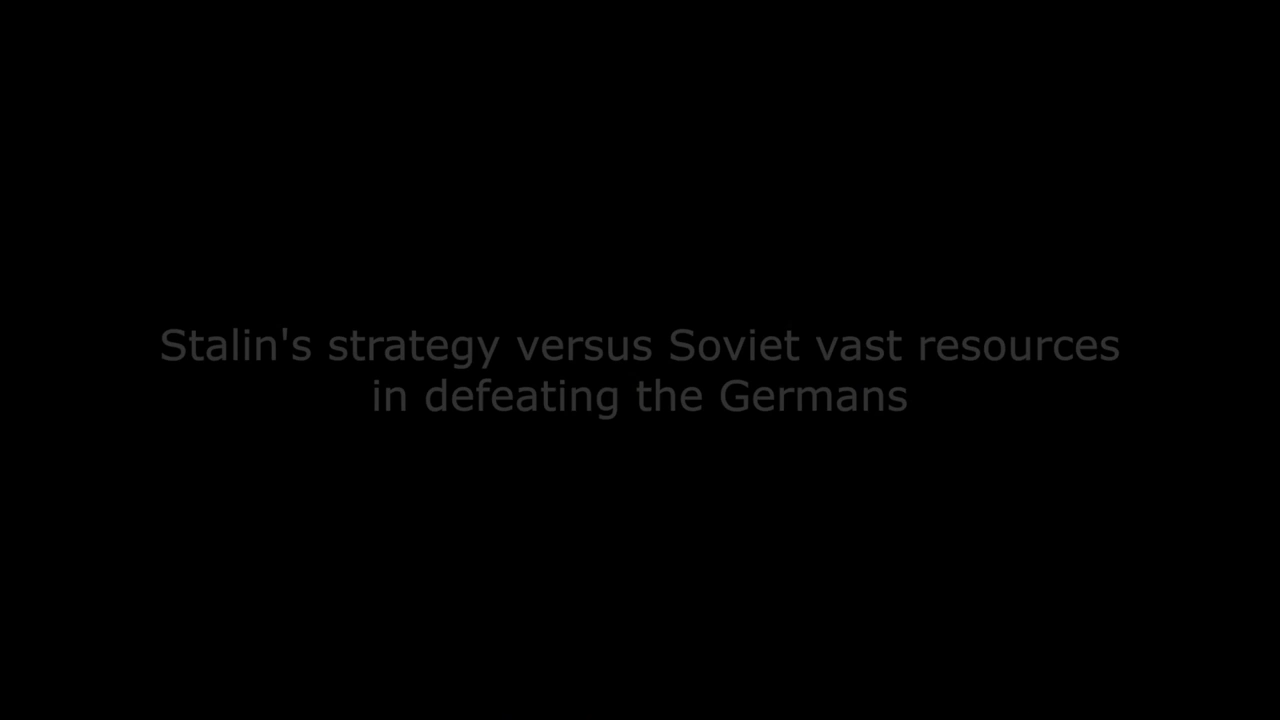 Stalin's strategy versus Soviet vast resources
in defeating the Germans